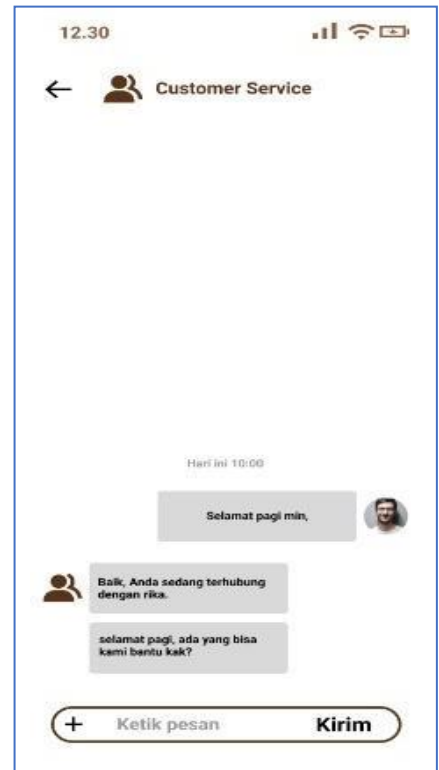 12.30
Customer Service
Hari ini 10:00
Selamat pagi min,
Baik, Anda sedang terhubung
dengan rika.
selamat pagi, ada yang bisa
kami bantu kak?
+ Ketik pesan Kirim